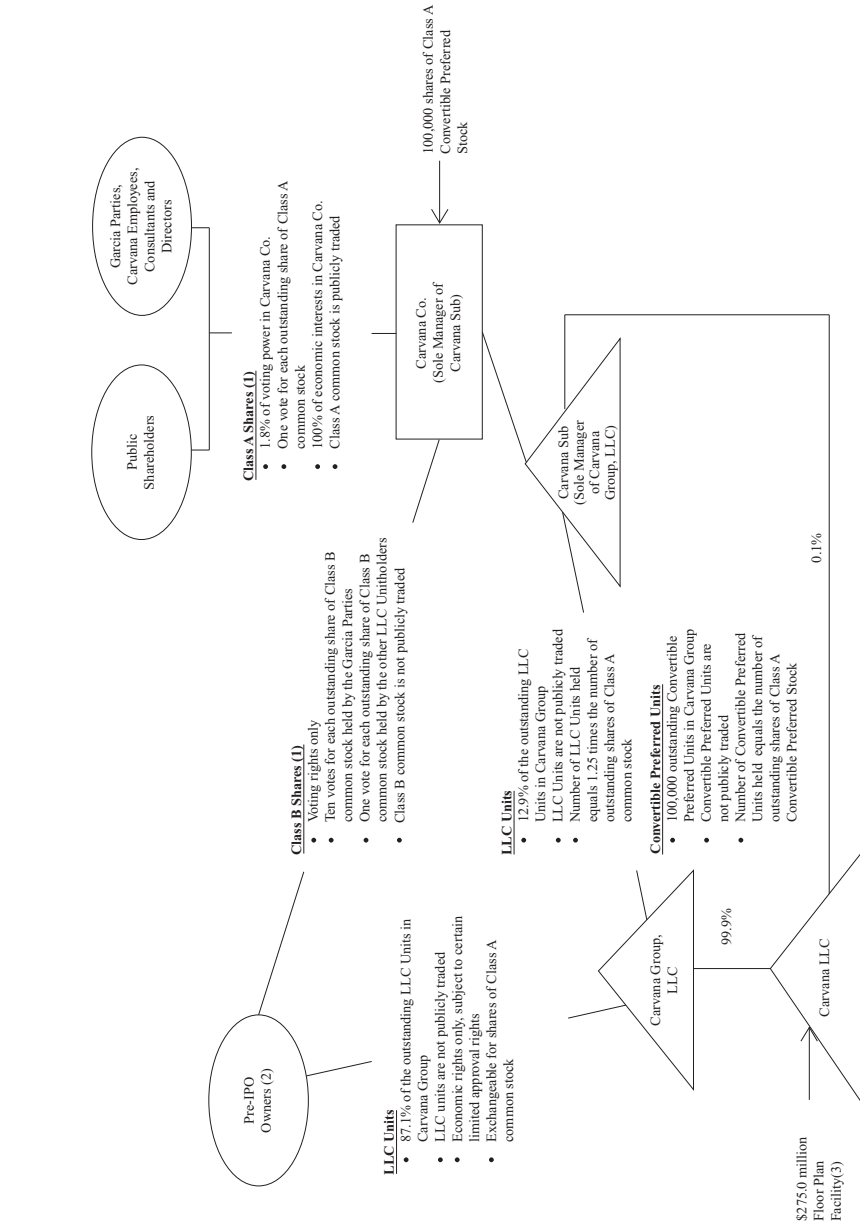 Public
Shareholders
Garcia Parties,
Carvana Employees,
Consultants and
Directors
Pre-IPO
Owners (2)
Class A Shares (1)
• 1.8% of voting power in Carvana Co.
• One vote for each outstanding share of Class A
common stock
• 100% of economic interests in Carvana Co.
• Class A common stock is publicly traded
Class B Shares (1)
• Voting rights only
• Ten votes for each outstanding share of Class B
common stock held by the Garcia Parties
• One vote for each outstanding share of Class B
common stock held by the other LLC Unitholders
• Class B common stock is not publicly traded
LLC Units
• 87.1% of the outstanding LLC Units in
Carvana Group
• LLC units are not publicly traded
• Economic rights only, subject to certain
limited approval rights
• Exchangeable for shares of Class A
common stock
Carvana Co.
(Sole Manager of
Carvana Sub)
100,000 shares of Class A
Convertible Preferred
Stock
LLC Units
• 12.9% of the outstanding LLC
Units in Carvana Group
• LLC Units are not publicly traded
• Number of LLC Units held
equals 1.25 times the number of
outstanding shares of Class A
common stock
Carvana Sub
(Sole Manager
of Carvana
Group, LLC)
Convertible Preferred Units
• 100,000 outstanding Convertible
Preferred Units in Carvana Group
• Convertible Preferred Units are
not publicly traded
• Number of Convertible Preferred
Units held equals the number of
outstanding shares of Class A
Convertible Preferred Stock
Carvana Group,
LLC
99.9%
0.1%
Carvana LLC
$275.0 million
Floor Plan
Facility(3)